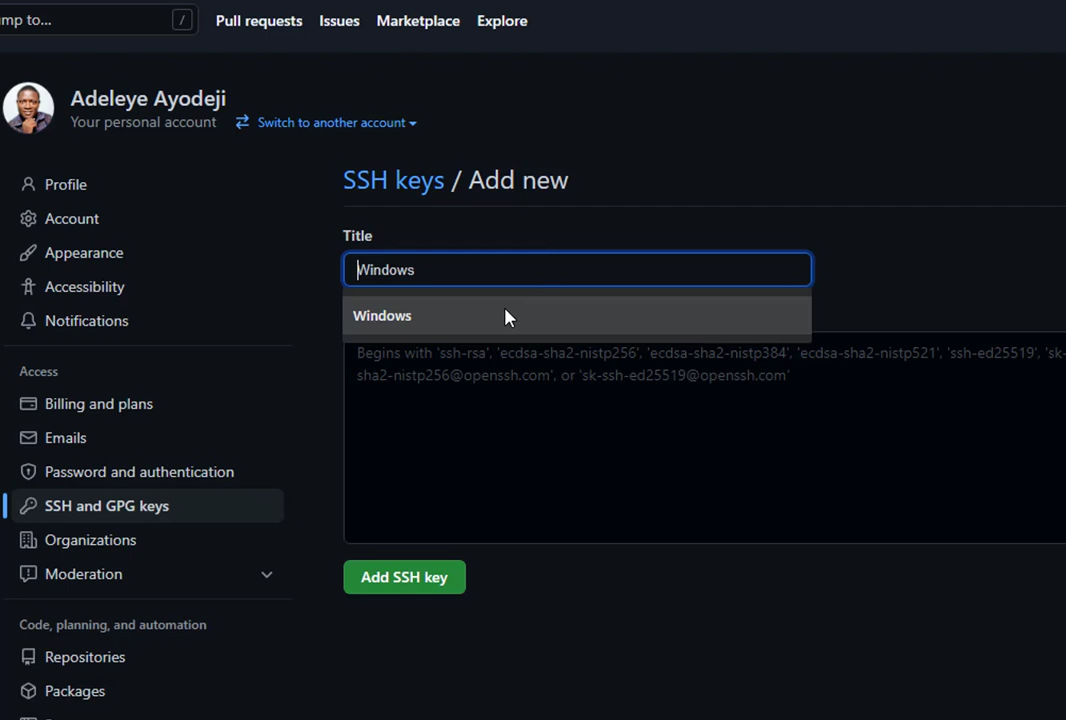 mp to...
/
Pull requests
Issues
Marketplace
Explore
Adeleye Ayodeji
Your personal account
Switch to another account
Profile
Account
Appearance
Accessibility
Notifications
Access
Billing and plans
Emails
Password and authentication
SSH and GPG keys
Organizations
Moderation
Code, planning, and automation
Repositories
Packages
SSH keys / Add new
Title
Windows
Windows
Begins with 'ssh-rsa', 'ecdsa-sha2-nistp256', 'ecdsa-sha2-nistp384', 'ecdsa-sha2-nistp521', 'ssh-ed25519', 'sk-
sha2-nistp256@openssh.com', or 'sk-ssh-ed25519@openssh.com'
Add SSH key